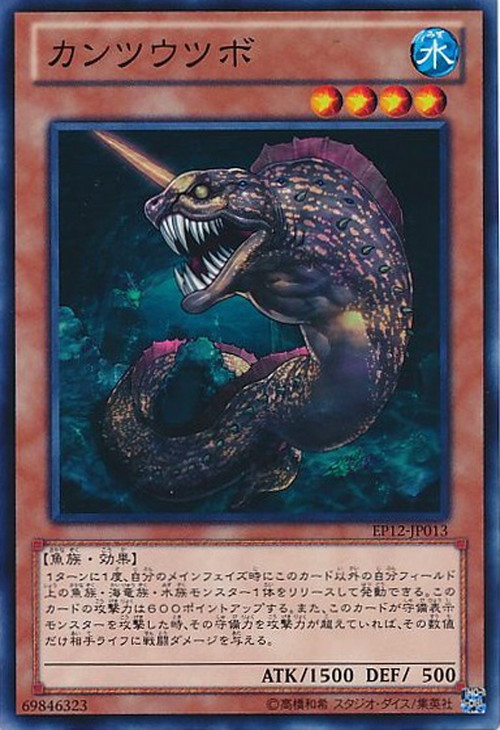 カンツウツボ
水
EP12-JP013
【魚族・効果】
1ターンに1度、自分のメインフェイズ時にこのカード以外の自分フィールド
上の魚族・海竜族・水族モンスター1体をリリースして発動できる。この
カードの攻撃力は600ポイントアップする。また、このカードが守備表示
モンスターを攻撃した時、その守備力を攻撃力が超えていれば、その数値
だけ相手ライフに戦闘ダメージを与える。
ATK/1500 DEF/ 500
69846323
©高橋和希 スタジオ・ダイス/集英社